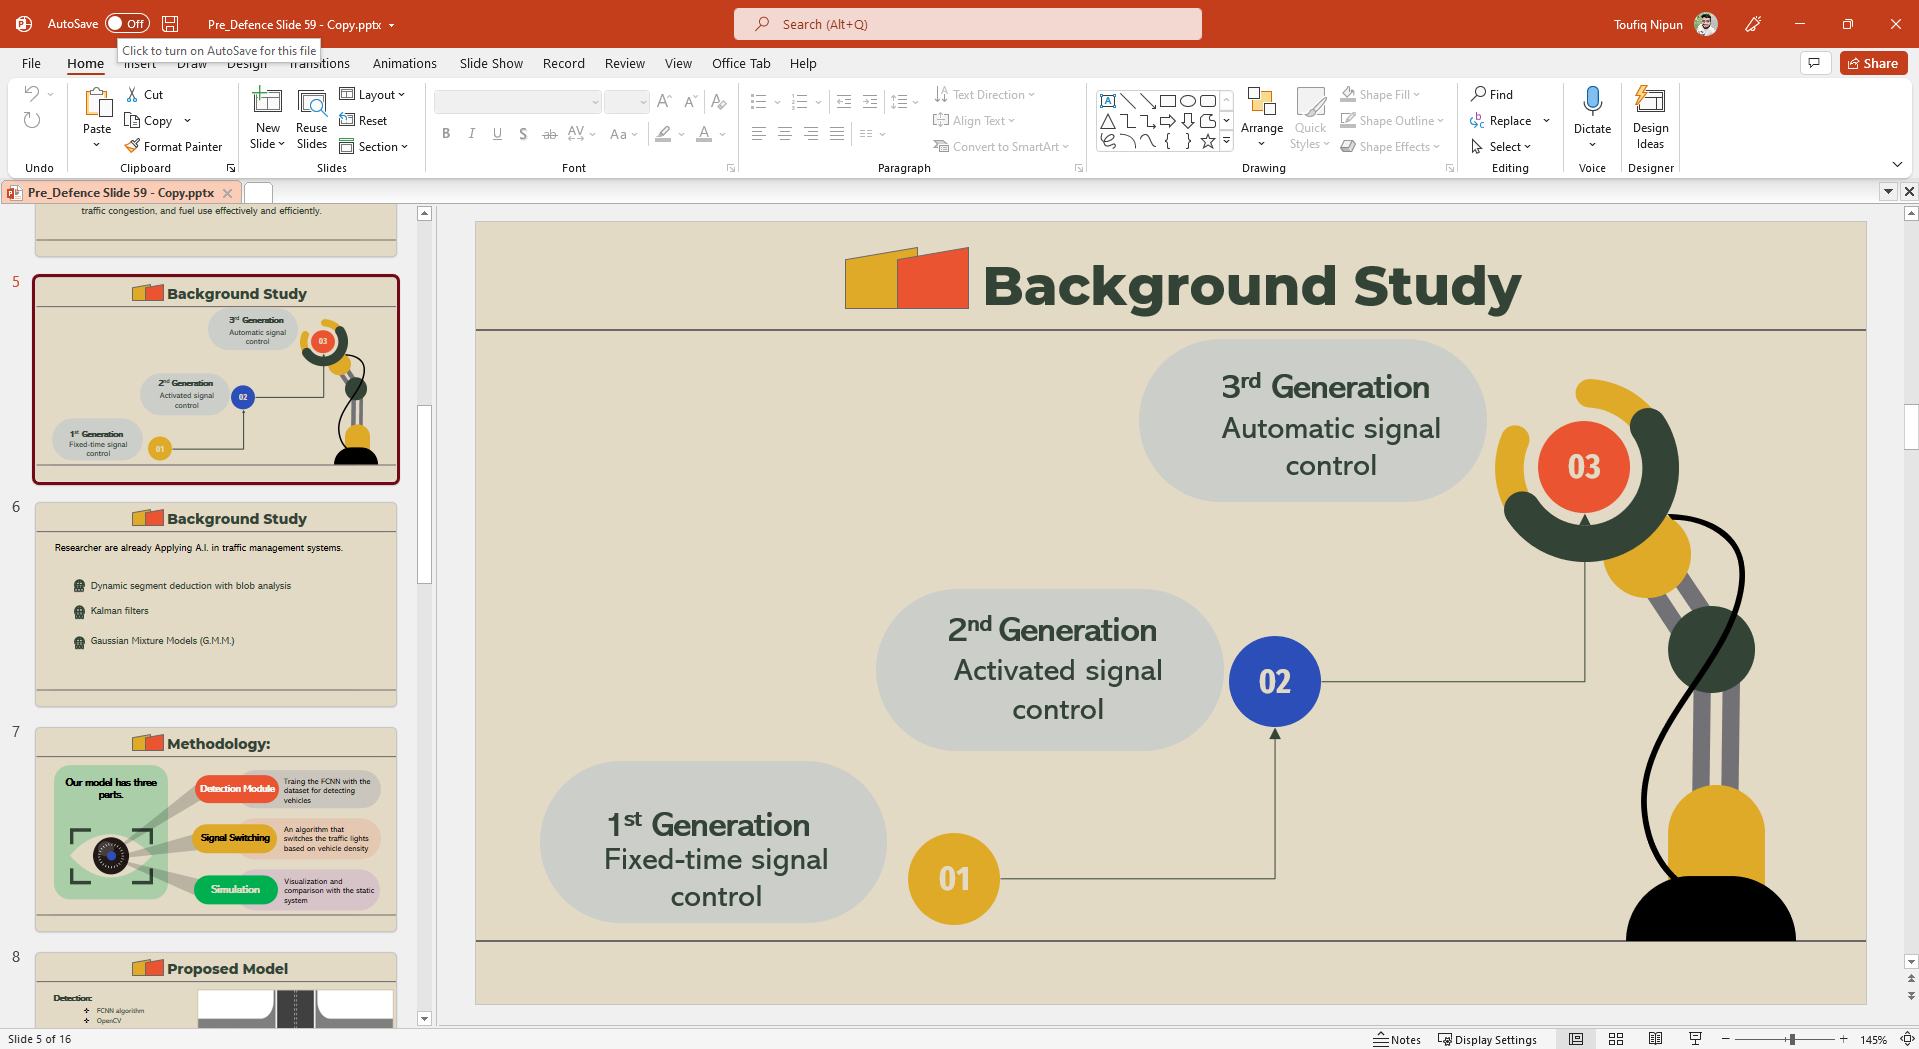 AutoSave Off Pre_Defence Slide 59 - Copy.pptx Search (Alt+Q) Toufiq Nipun
Click to turn on AutoSave for this file
File Home Insert Draw Design Transitions Animations Slide Show Record Review View Office Tab Help Share
Undo
Paste
Cut
Copy
Format Painter
Clipboard
New Slide
Reuse Slides
Layout
Reset
Section
Slides
Font
Text Direction
Align Text
Convert to SmartArt
Paragraph
Arrange
Quick Styles
Shape Fill
Shape Outline
Shape Effects
Drawing
Find
Replace
Select
Editing
Dictate
Voice
Design Ideas
Designer
Pre_Defence Slide 59 - Copy.pptx
traffic congestion, and fuel use effectively and efficiently.
5
Background Study
3rd Generation
Automatic signal
control
03
2nd Generation
Activated signal
control
02
1st Generation
Fixed-time signal
control
01
6
Background Study
Researcher are already Applying A.I. in traffic management systems.
Dynamic segment deduction with blob analysis
Kalman filters
Gaussian Mixture Models (G.M.M.)
7
Methodology:
Our model has three
parts.
Detection Module
Traing the FCNN with the
dataset for detecting
vehicles
Signal Switching
An algorithm that
switches the traffic lights
based on vehicle density
Simulation
Visualization and
comparison with the static
system
8
Proposed Model
Detection:
FCNN algorithm
OpenCV
Background Study
3rd Generation
Automatic signal
control
03
2nd Generation
Activated signal
control
02
1st Generation
Fixed-time signal
control
01
Slide 5 of 16 Notes Display Settings 145%